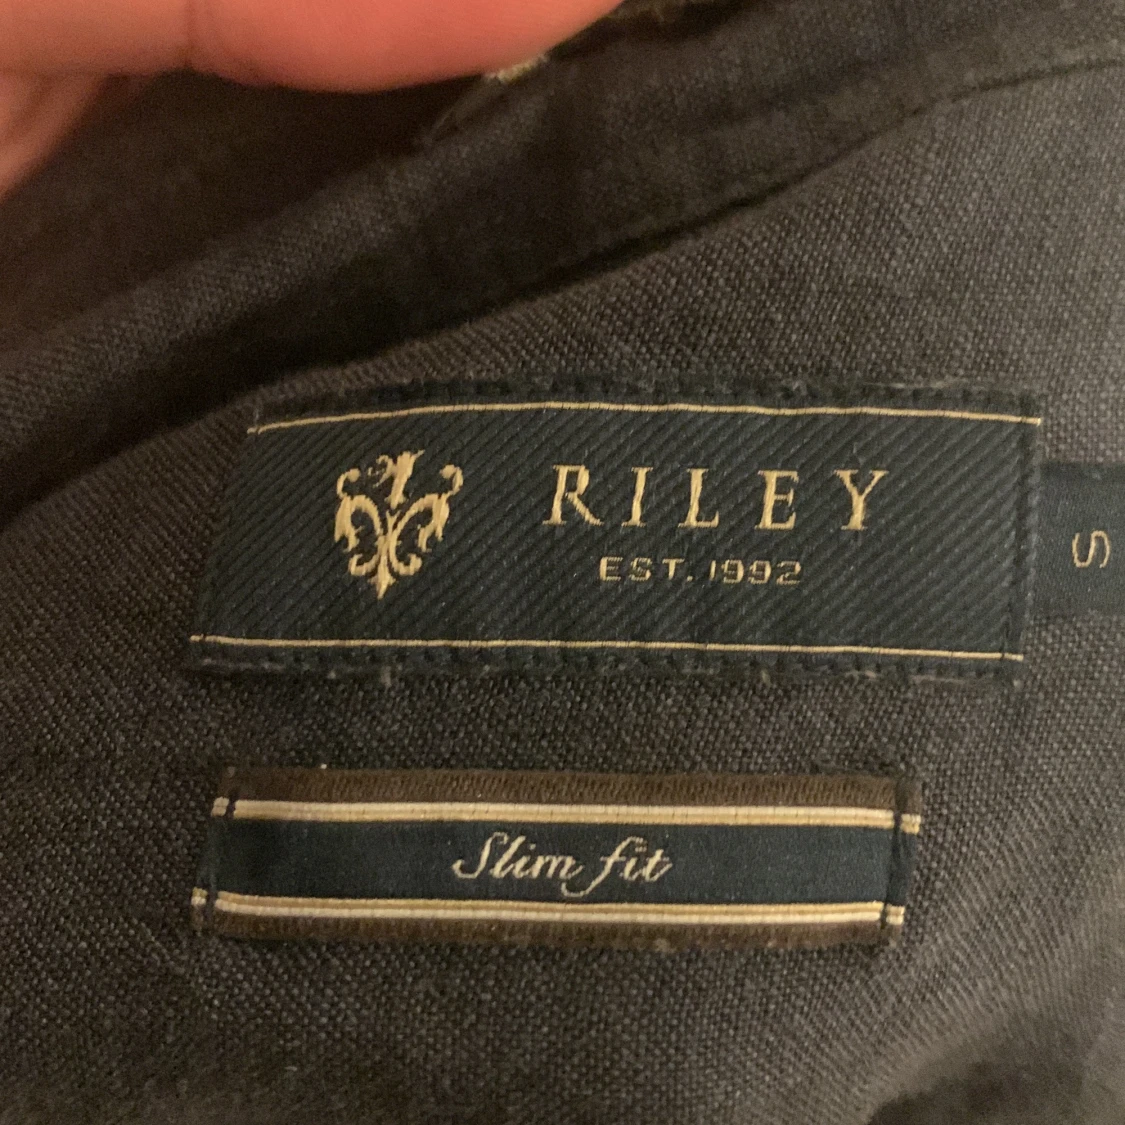 RILEY
EST. 1992
S
Slim fit